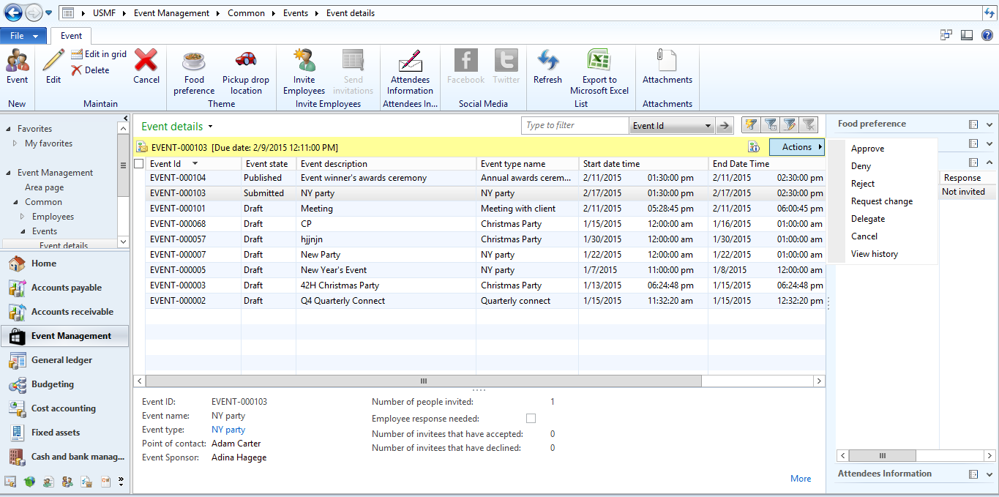 USMF Event Management Common Events Event details
File Event
Event Edit Edit in grid Delete Cancel Food preference Pickup drop location Invite Employees Send invitations Attendees Information Facebook Twitter Refresh Export to Microsoft Excel Attachments
New Maintain Theme Invite Employees Attendees In... Social Media List Attachments
Favorites
My favorites
Event Management
Area page
Common
Employees
Events
Event details
Home
Accounts payable
Accounts receivable
Event Management
General ledger
Budgeting
Cost accounting
Fixed assets
Cash and bank manag...
Event details Type to filter Event Id
EVENT-000103 [Due date: 2/9/2015 12:11:00 PM] Actions
Event Id Event state Event description Event type name Start date time End Date Time
EVENT-000104 Published Event winner's awards ceremony Annual awards cerem... 2/11/2015 01:30:00 pm 2/11/2015 02:30:00 pm
EVENT-000103 Submitted NY party NY party 2/17/2015 01:30:00 pm 2/17/2015 02:30:00 pm
EVENT-000101 Draft Meeting Meeting with client 2/11/2015 05:28:45 pm 2/11/2015 06:00:45 pm
EVENT-000068 Draft CP Christmas Party 1/15/2015 12:00:00 am 1/16/2015 01:00:00 am
EVENT-000057 Draft hjjnjn Christmas Party 1/30/2015 12:00:00 am 1/30/2015 01:00:00 am
EVENT-000007 Draft New Party NY party 1/22/2015 12:00:00 am 1/22/2015 01:00:00 am
EVENT-000005 Draft New Year's Event NY party 1/7/2015 11:00:00 pm 1/8/2015 12:00:00 am
EVENT-000003 Draft 42H Christmas Party Christmas Party 1/13/2015 06:24:48 pm 1/15/2015 06:24:48 pm
EVENT-000002 Draft Q4 Quarterly Connect Quarterly connect 1/15/2015 11:32:20 am 1/15/2015 12:32:20 pm
Event ID: EVENT-000103 Number of people invited: 1
Event name: NY party Employee response needed:
Event type: NY party Number of invitees that have accepted: 0
Point of contact: Adam Carter Number of invitees that have declined: 0
Event Sponsor: Adina Hagege
More
Food preference
Approve
Deny
Reject
Request change
Delegate
Cancel
View history
Response
Not invited
Attendees Information